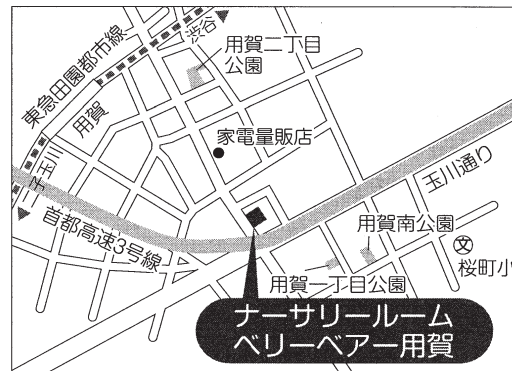 東急田園都市線
渋谷
用賀
二子玉川
用賀二丁目
公園
家電量販店
玉川通り
首都高速3号線
用賀南公園
文
桜町小
用賀一丁目公園
ナーサリールーム
ベリーベアー用賀